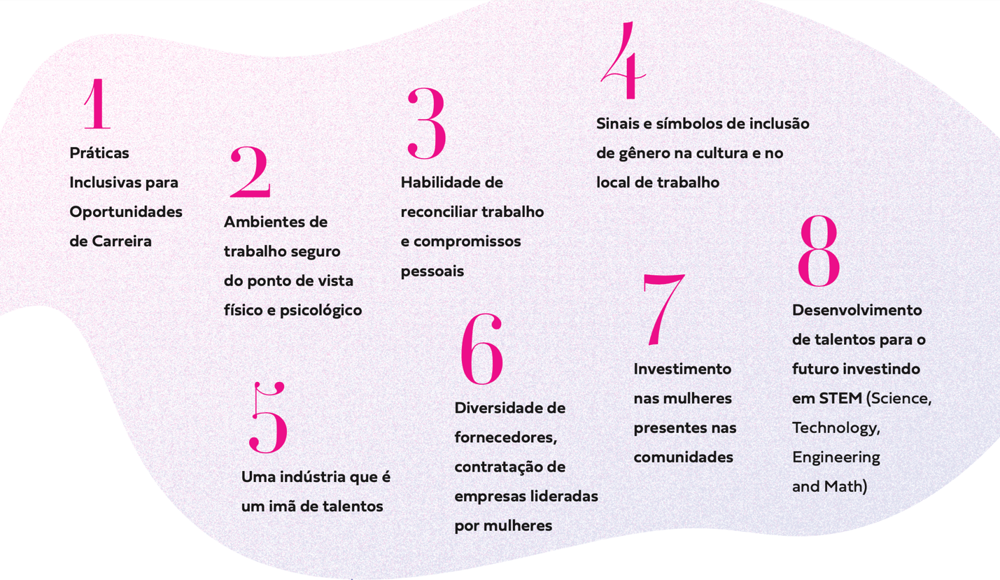 1
Práticas
Inclusivas para
Oportunidades
de Carreira
2
Ambientes de
trabalho seguro
do ponto de vista
físico e psicológico
3
Habilidade de
reconciliar trabalho
e compromissos
pessoais
4
Sinais e símbolos de inclusão
de gênero na cultura e no
local de trabalho
5
Uma indústria que é
um imã de talentos
6
Diversidade de
fornecedores,
contratação de
empresas lideradas
por mulheres
7
Investimento
nas mulheres
presentes nas
comunidades
8
Desenvolvimento
de talentos para o
futuro investindo
em STEM (Science,
Technology,
Engineering
and Math)